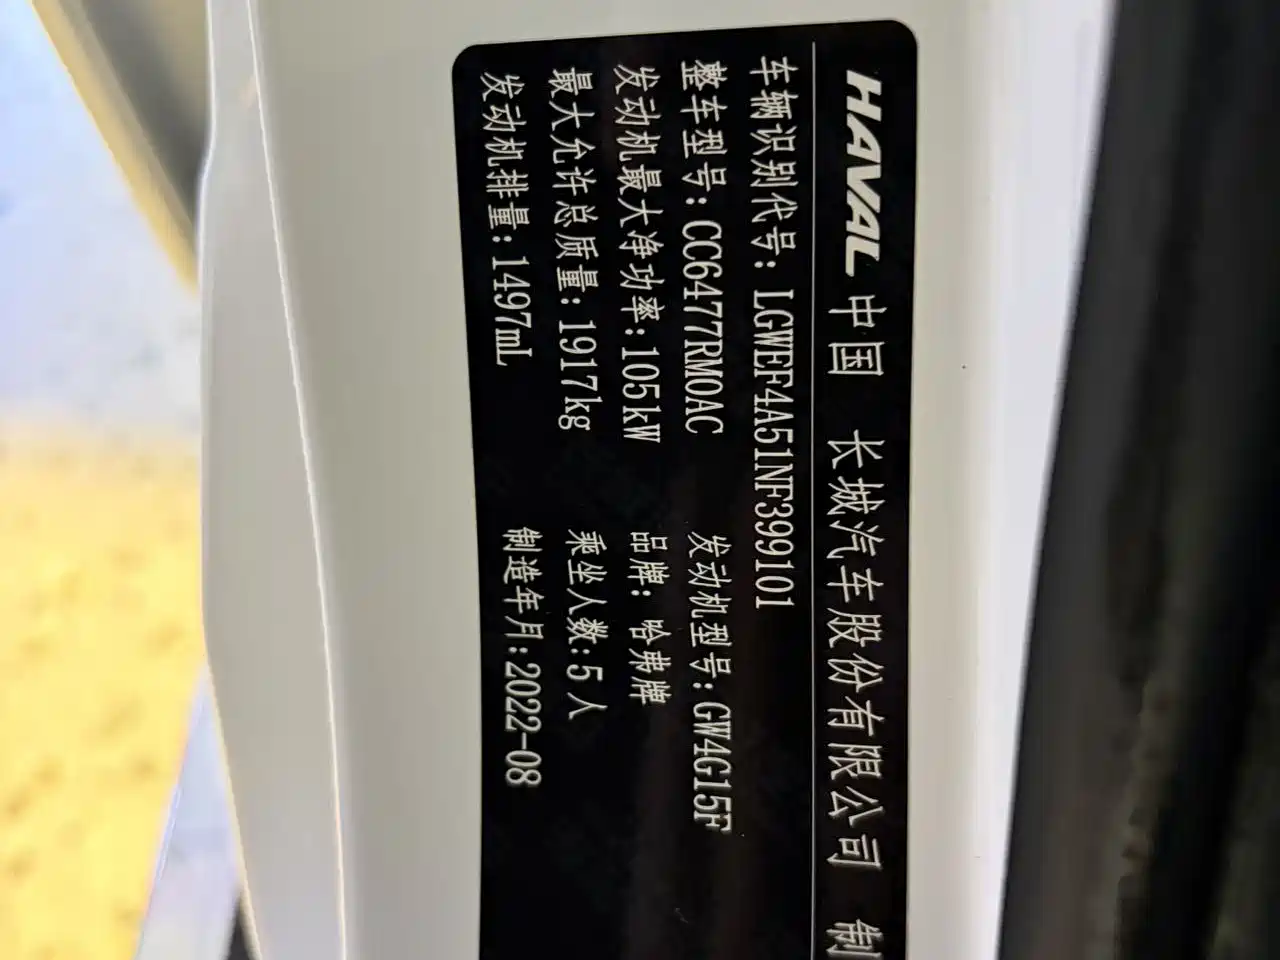 HAVAL 中国 长城汽车股份有限公司 制
车辆识别代号：LGWEF4A51NF399101
整车型号：CC6477RM0AC 发动机型号：GW4G15F
发动机最大净功率：105kW 品牌：哈弗牌
最大允许总质量：1917kg 乘坐人数：5 人
发动机排量：1497mL 制造年月：2022-08